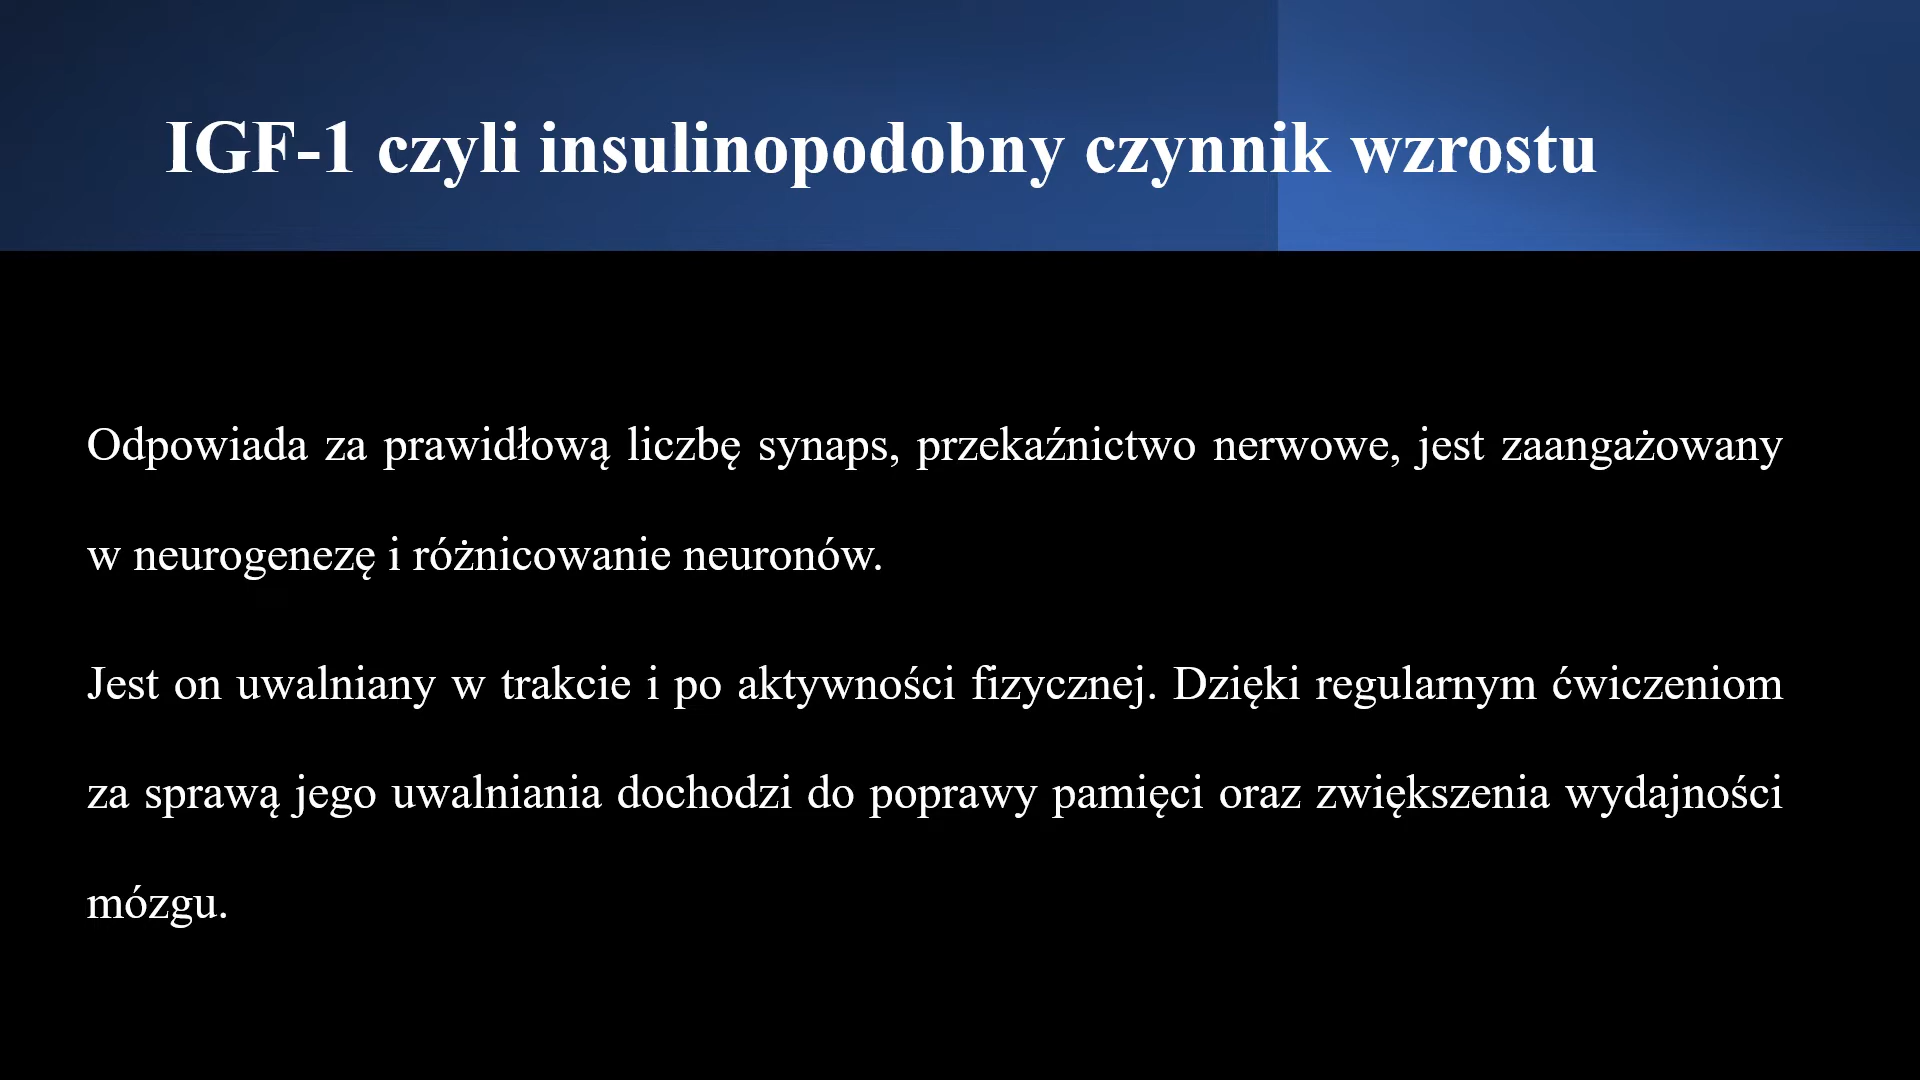 IGF-1 czyli insulinopodobny czynnik wzrostu
Odpowiada za prawidłową liczbę synaps, przekaźnictwo nerwowe, jest zaangażowany
w neurogenezę i różnicowanie neuronów.
Jest on uwalniany w trakcie i po aktywności fizycznej. Dzięki regularnym ćwiczeniom
za sprawą jego uwalniania dochodzi do poprawy pamięci oraz zwiększenia wydajności
mózgu.